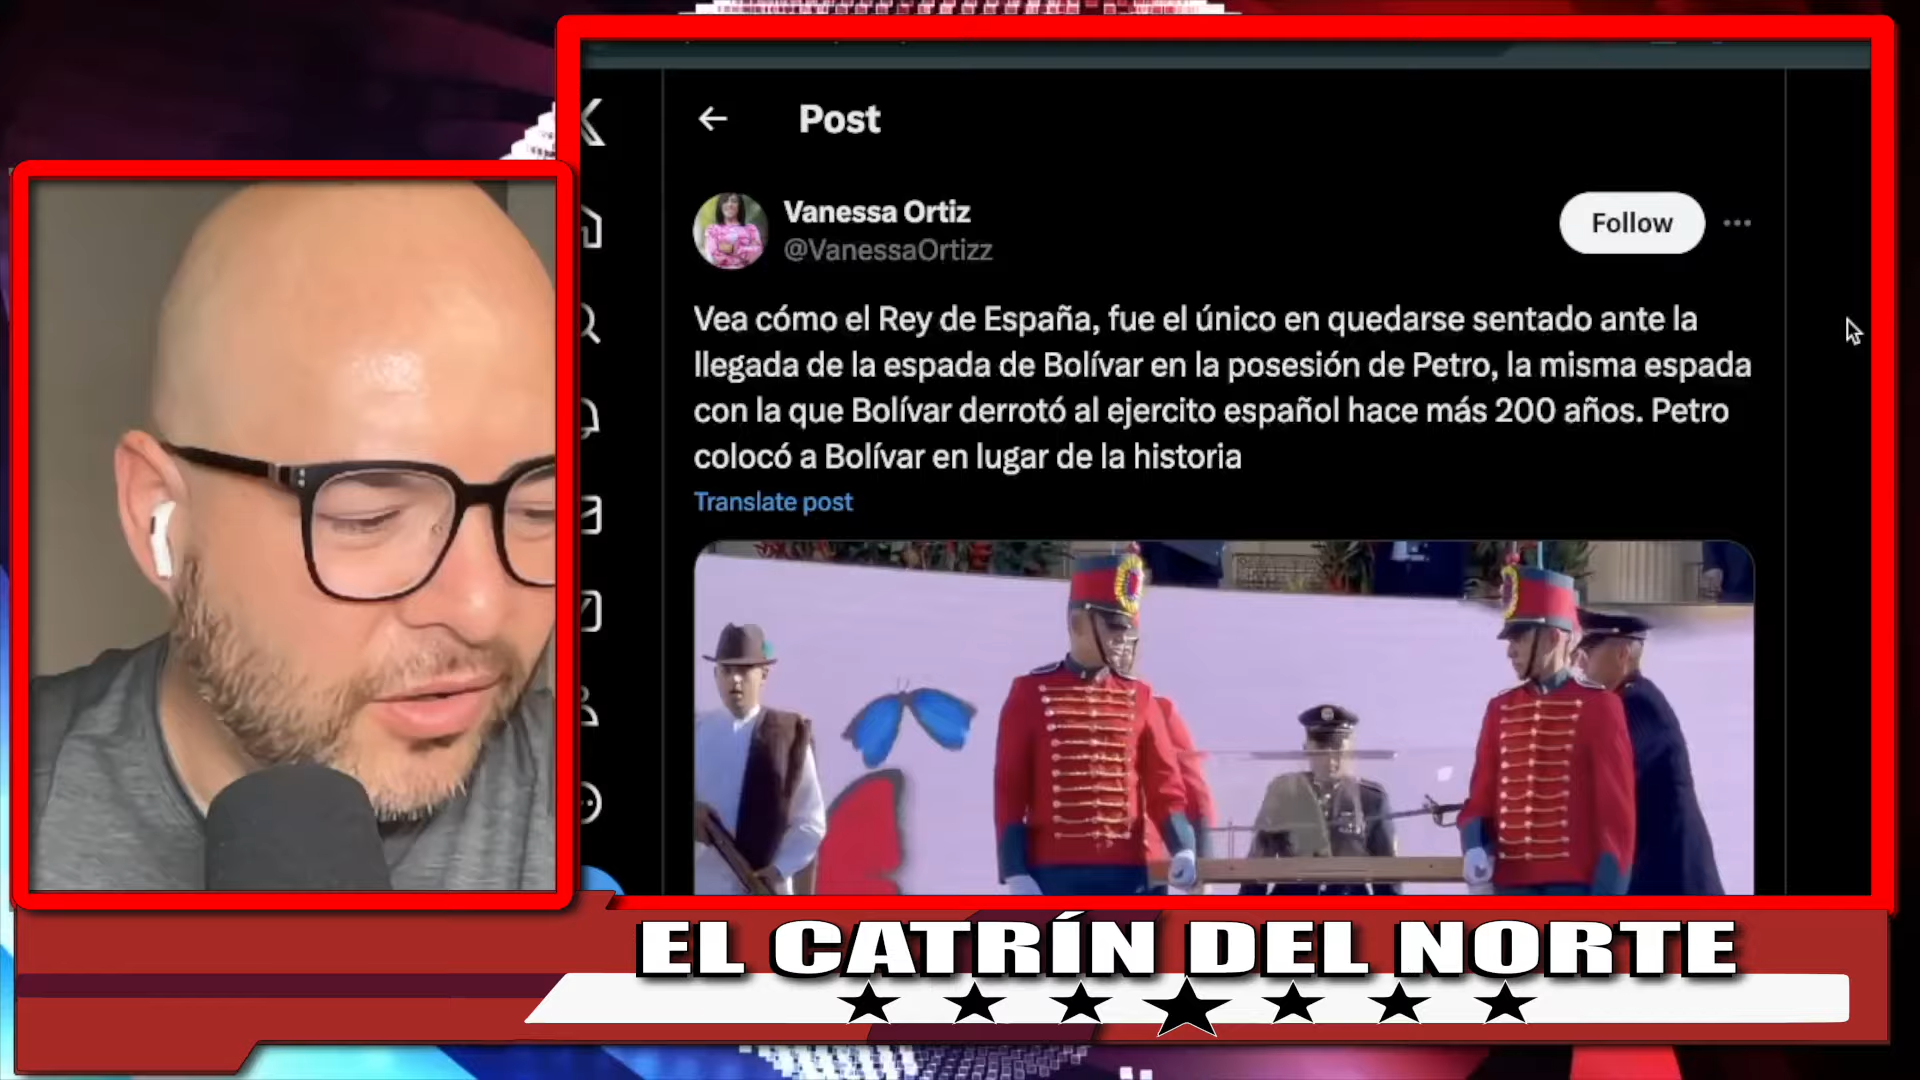 Post
Vanessa Ortiz
@VanessaOrtizz
Follow
Vea cómo el Rey de España, fue el único en quedarse sentado ante la
llegada de la espada de Bolívar en la posesión de Petro, la misma espada
con la que Bolívar derrotó al ejercito español hace más 200 años. Petro
colocó a Bolívar en lugar de la historia
Translate post
EL CATRÍN DEL NORTE